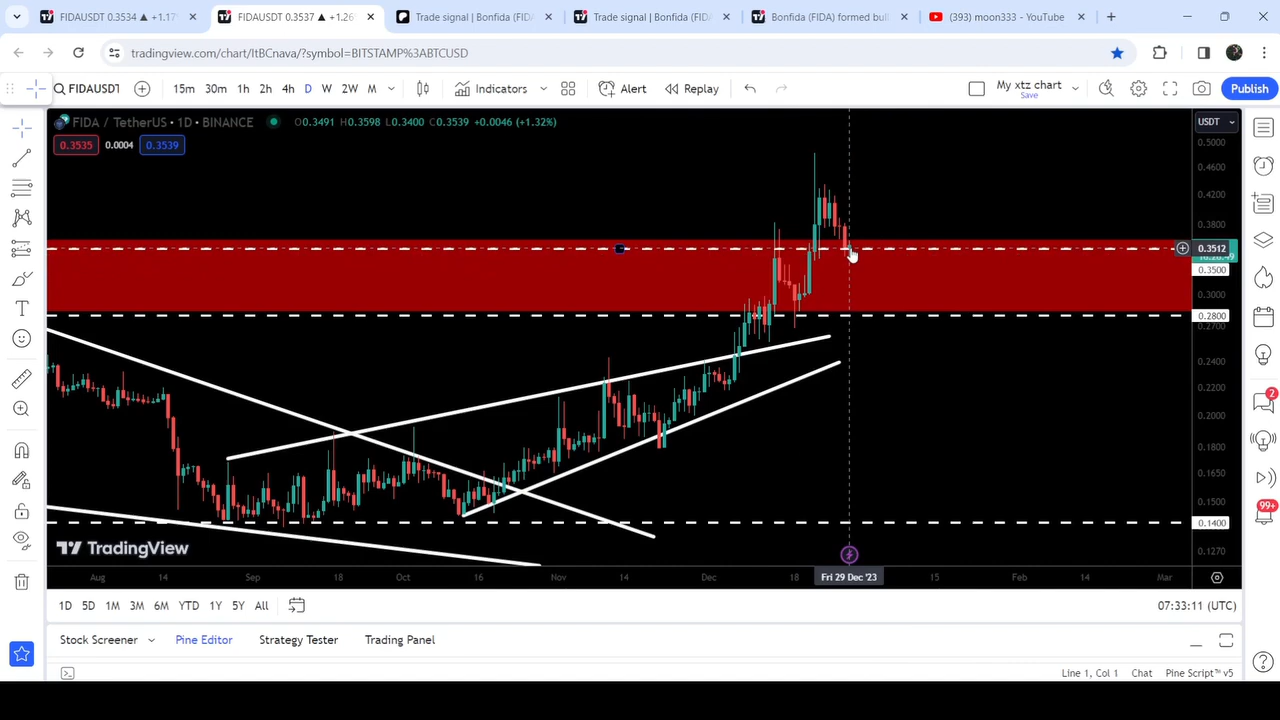 FIDAUSDT 0.3534 ▲ +1.17
FIDAUSDT 0.3537 ▲ +1.26
Trade signal | Bonfida (FIDA
Trade signal | Bonfida (FIDA
Bonfida (FIDA) formed bul
(393) moon333 - YouTube
tradingview.com/chart/ItBCnava/?symbol=BITSTAMP%3ABTCUSD
FIDAUSDT 15m 30m 1h 2h 4h D W 2W M Indicators Alert Replay My xtz chart Save Publish
FIDA / TetherUS • 1D • BINANCE O0.3491 H0.3598 L0.3400 C0.3539 +0.0046 (+1.32%)
USDT
0.3535 0.0004 0.3539
0.5000
0.4600
0.4200
0.3800
0.3512
0.3500
0.3000
0.2800
0.2700
0.2400
0.2200
0.2000
0.1800
0.1650
0.1500
0.1400
0.1270
2
99+
TradingView
Aug 14 Sep 18 Oct 16 Nov 14 Dec 18 Fri 29 Dec '23 15 Feb 14 Mar
1D 5D 1M 3M 6M YTD 1Y 5Y All 07:33:11 (UTC)
Stock Screener Pine Editor Strategy Tester Trading Panel
Line 1, Col 1 Chat Pine Script™ v5